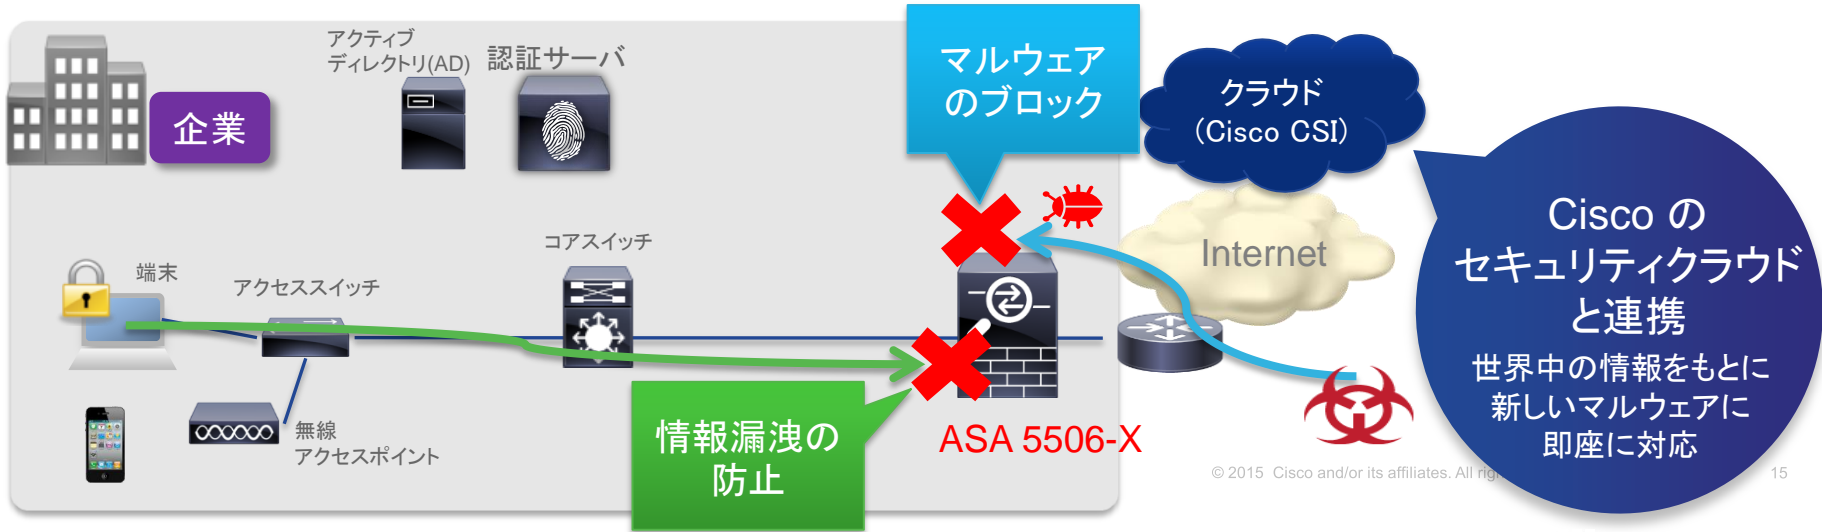 アクティブ
ディレクトリ(AD)
認証サーバ
企業
マルウェア
のブロック
クラウド
(Cisco CSI)
Internet
Cisco の
セキュリティクラウド
と連携
世界中の情報をもとに
新しいマルウェアに
即座に対応
コアスイッチ
端末
アクセススイッチ
無線
アクセスポイント
情報漏洩の
防止
ASA 5506-X
© 2015 Cisco and/or its affiliates. All
15